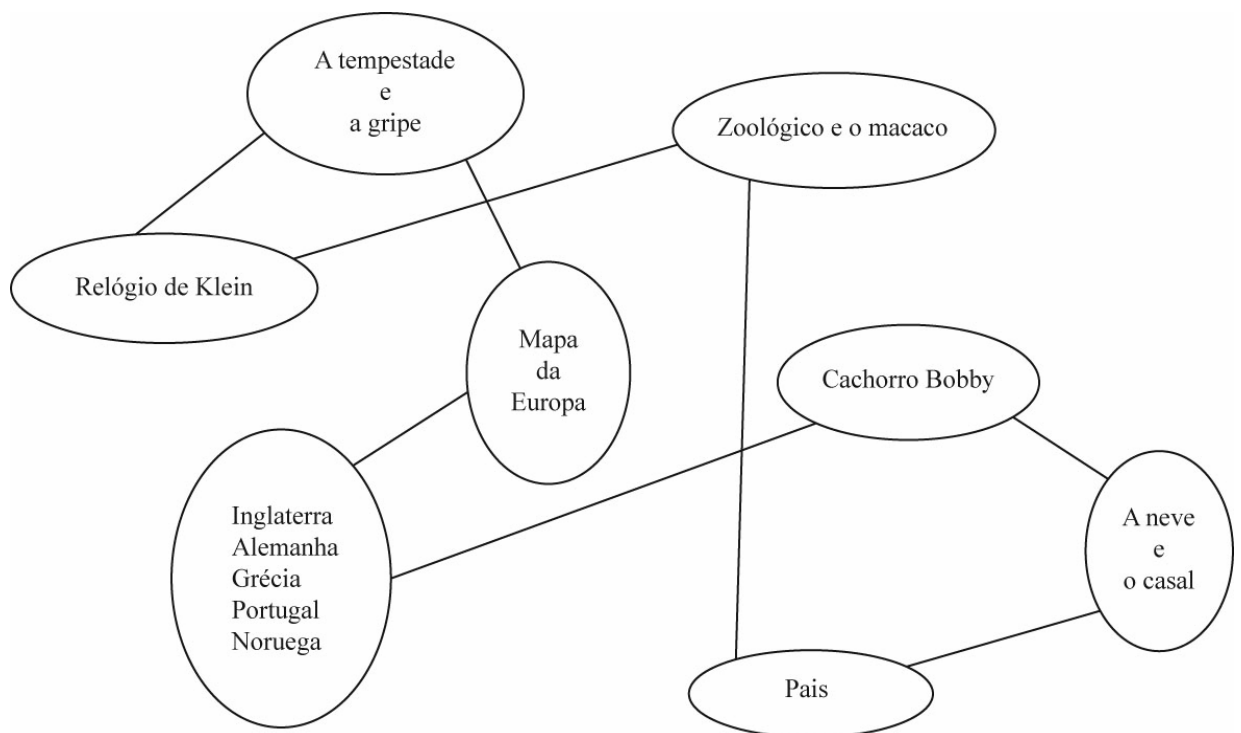 A tempestade
e
a gripe
Zoológico e o macaco
Relógio de Klein
Mapa
da
Europa
Cachorro Bobby
Inglaterra
Alemanha
Grécia
Portugal
Noruega
A neve
e
o casal
Pais